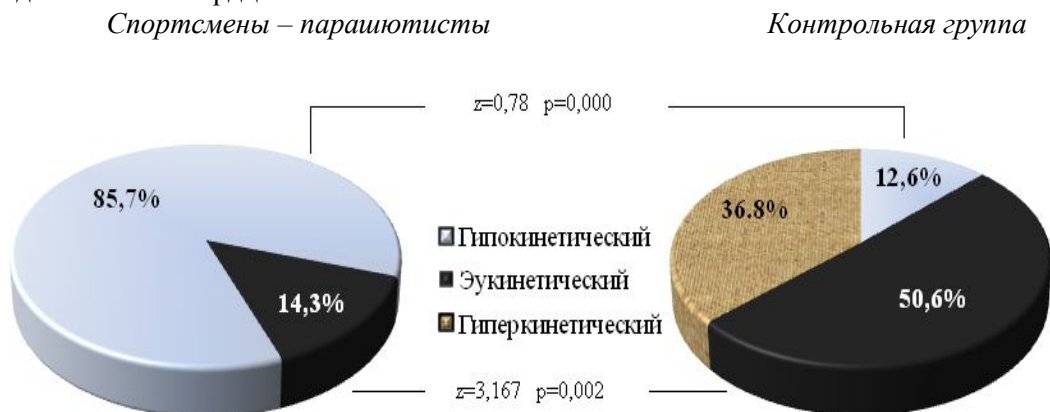 Спортсмены – парашютисты Контрольная группа
z=0,78 p=0,000
85,7%
14,3%
36.8%
12,6%
50,6%
Гипокинетический
Эукинетический
Гиперкинетический
z=3,167 p=0,002